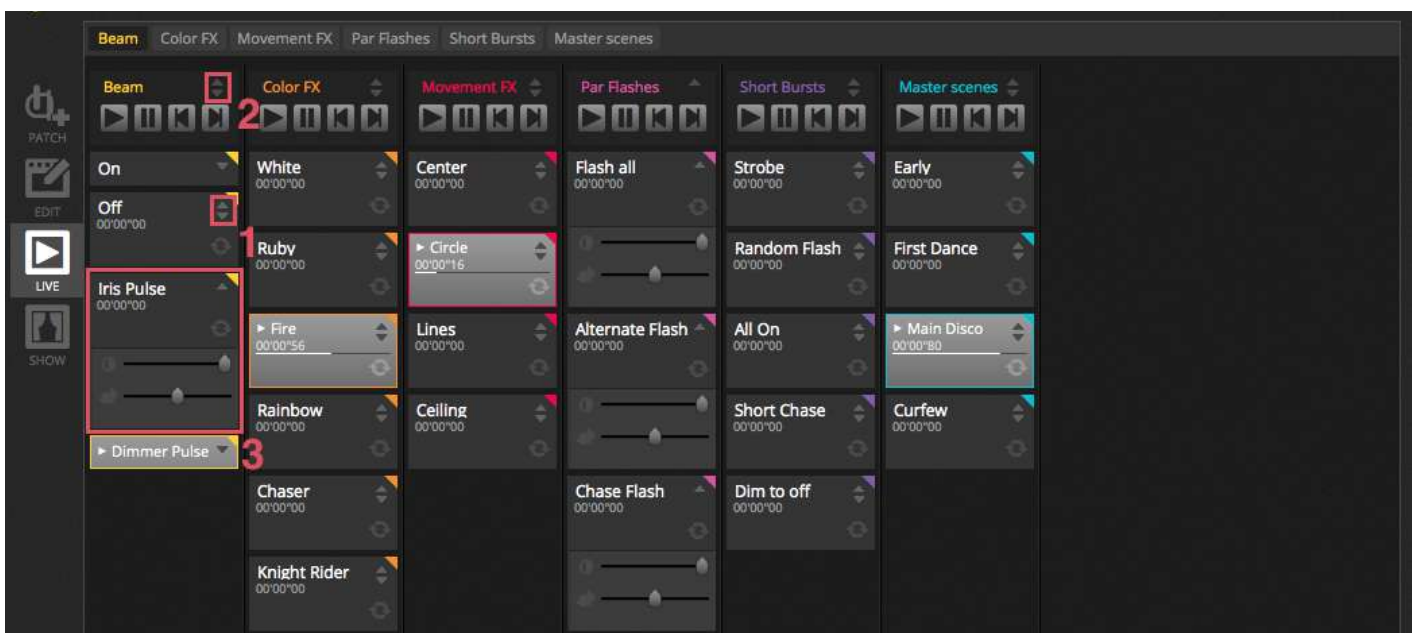 Beam Color FX Movement FX Par Flashes Short Bursts Master scenes
PATCH
EDIT
LIVE
SHOW
Beam
2
On
Off
00'00"00
1
Iris Pulse
00'00"00
Dimmer Pulse
3
Color FX
White
00'00"00
Ruby
00'00"00
Fire
00'00"56
Rainbow
00'00"00
Chaser
00'00"00
Knight Rider
00'00"00
Movement FX
Center
00'00"00
Circle
00'00"16
Lines
00'00"00
Ceiling
00'00"00
Par Flashes
Flash all
00'00"00
Alternate Flash
00'00"00
Chase Flash
00'00"00
Short Bursts
Strobe
00'00"00
Random Flash
00'00"00
All On
00'00"00
Short Chase
00'00"00
Dim to off
00'00"00
Master scenes
Early
00'00"00
First Dance
00'00"00
Main Disco
00'00"80
Curfew
00'00"00